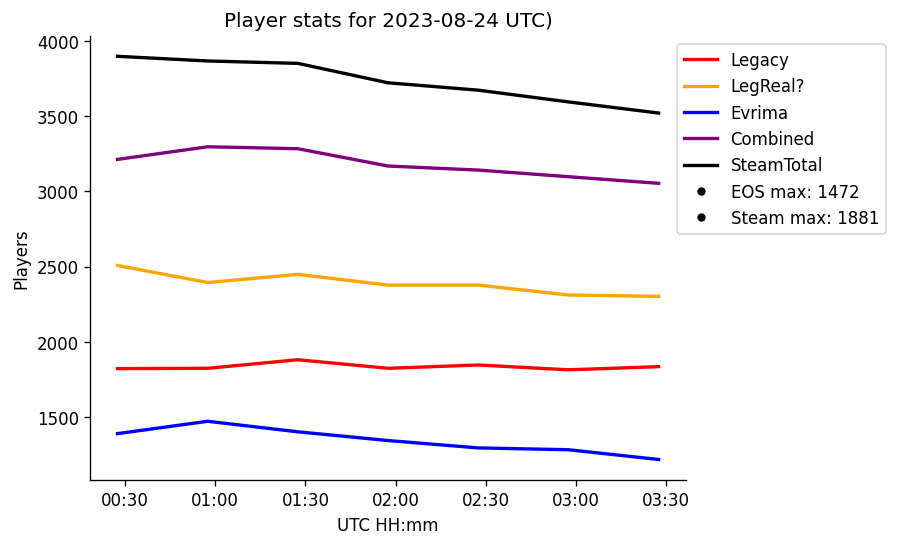 Player stats for 2023-08-24 UTC)
4000
3500
3000
2500
2000
1500
Players
00:30 01:00 01:30 02:00 02:30 03:00 03:30
UTC HH:mm
Legacy
LegReal?
Evrima
Combined
SteamTotal
EOS max: 1472
Steam max: 1881